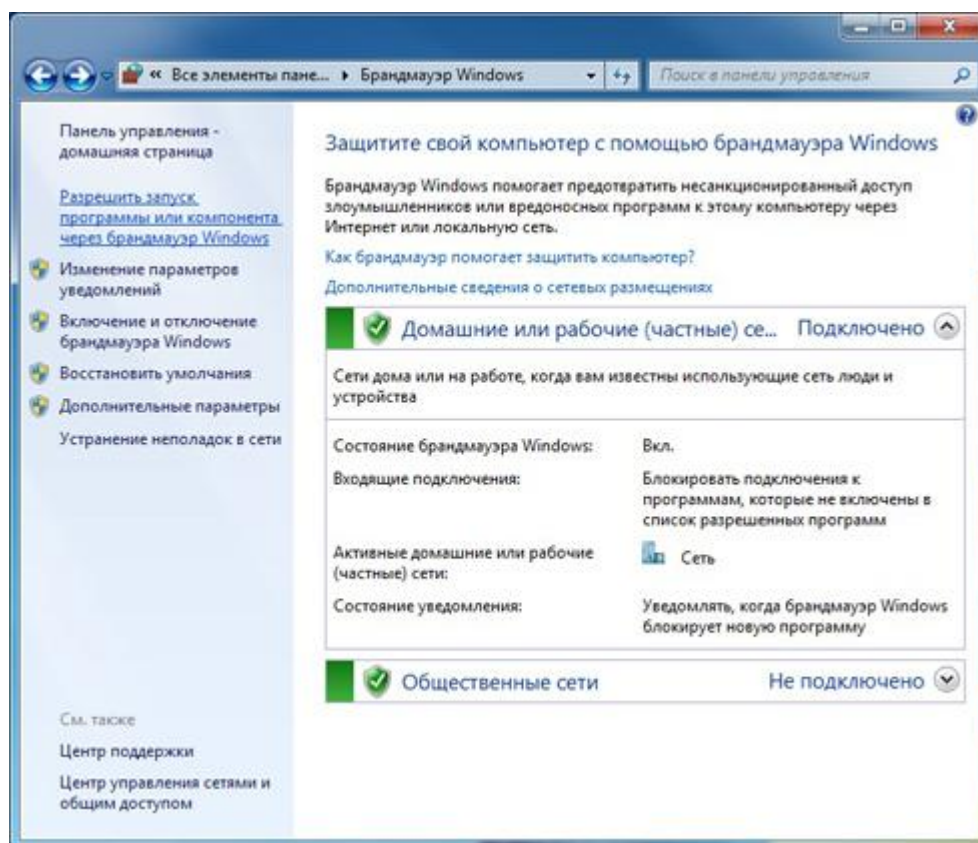 « Все элементы пане... ▸ Брандмауэр Windows
Поиск в панели управления
Панель управления -
домашняя страница
Разрешить запуск
программы или компонента
через брандмауэр Windows
Изменение параметров
уведомлений
Включение и отключение
брандмауэра Windows
Восстановить умолчания
Дополнительные параметры
Устранение неполадок в сети
См. также
Центр поддержки
Центр управления сетями и
общим доступом
Защитите свой компьютер с помощью брандмауэра Windows
Брандмауэр Windows помогает предотвратить несанкционированный доступ
злоумышленников или вредоносных программ к этому компьютеру через
Интернет или локальную сеть.
Как брандмауэр помогает защитить компьютер?
Дополнительные сведения о сетевых размещениях
Домашние или рабочие (частные) се... Подключено
Сети дома или на работе, когда вам известны использующие сеть люди и
устройства
Состояние брандмауэра Windows: Вкл.
Входящие подключения: Блокировать подключения к
программам, которые не включены в
список разрешенных программ
Активные домашние или рабочие
(частные) сети: Сеть
Состояние уведомления: Уведомлять, когда брандмауэр Windows
блокирует новую программу
Общественные сети Не подключено